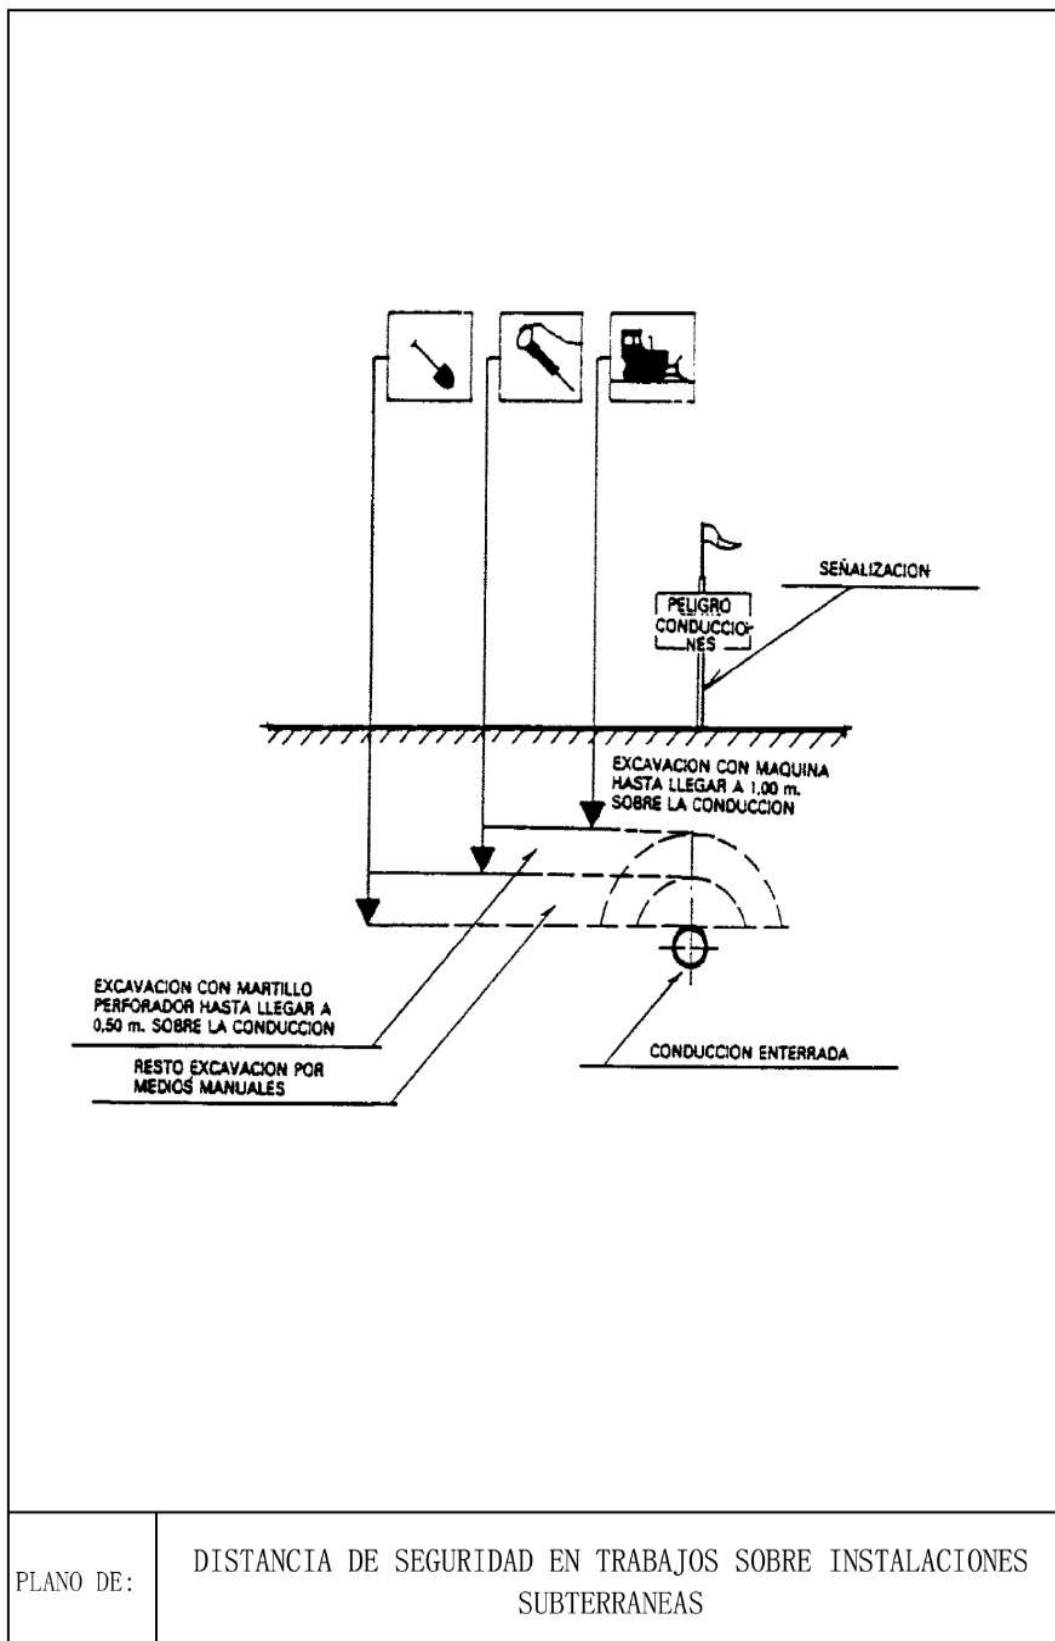 SEÑALIZACION
PELIGRO
CONDUCCIO-
NES
EXCAVACION CON MAQUINA
HASTA LLEGAR A 1,00 m.
SOBRE LA CONDUCCION
EXCAVACION CON MARTILLO
PERFORADOR HASTA LLEGAR A
0,50 m. SOBRE LA CONDUCCION
RESTO EXCAVACION POR
MEDIOS MANUALES
CONDUCCION ENTERRADA
PLANO DE:
DISTANCIA DE SEGURIDAD EN TRABAJOS SOBRE INSTALACIONES
SUBTERRANEAS